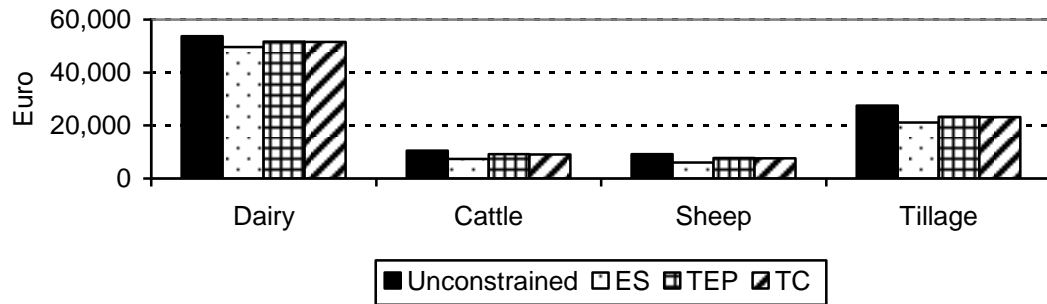 60,000
40,000
20,000
0
Euro
Dairy Cattle Sheep Tillage
Unconstrained ES TEP TC